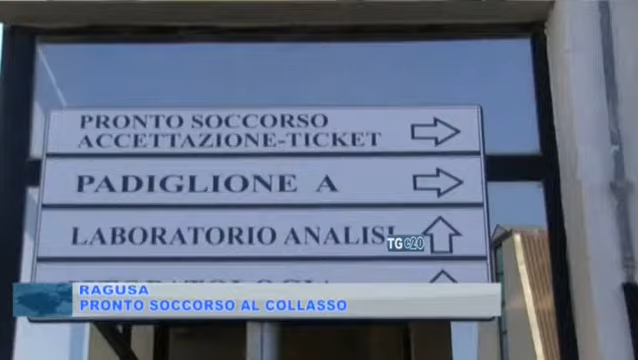 PRONTO SOCCORSO
ACCETTAZIONE-TICKET
PADIGLIONE A
LABORATORIO ANALISI
TG c20
RAGUSA
PRONTO SOCCORSO AL COLLASSO